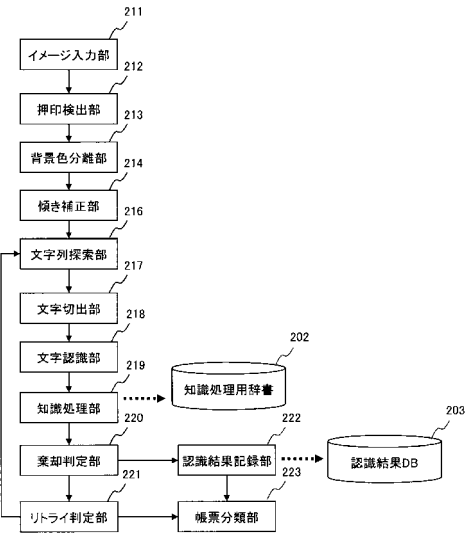 211
イメージ入力部
212
押印検出部
213
背景色分離部
214
傾き補正部
216
文字列探索部
217
文字切出部
218
文字認識部
219
知識処理部
202
知識処理用辞書
220
棄却判定部
222
認識結果記録部
203
認識結果DB
221
リトライ判定部
223
帳票分類部